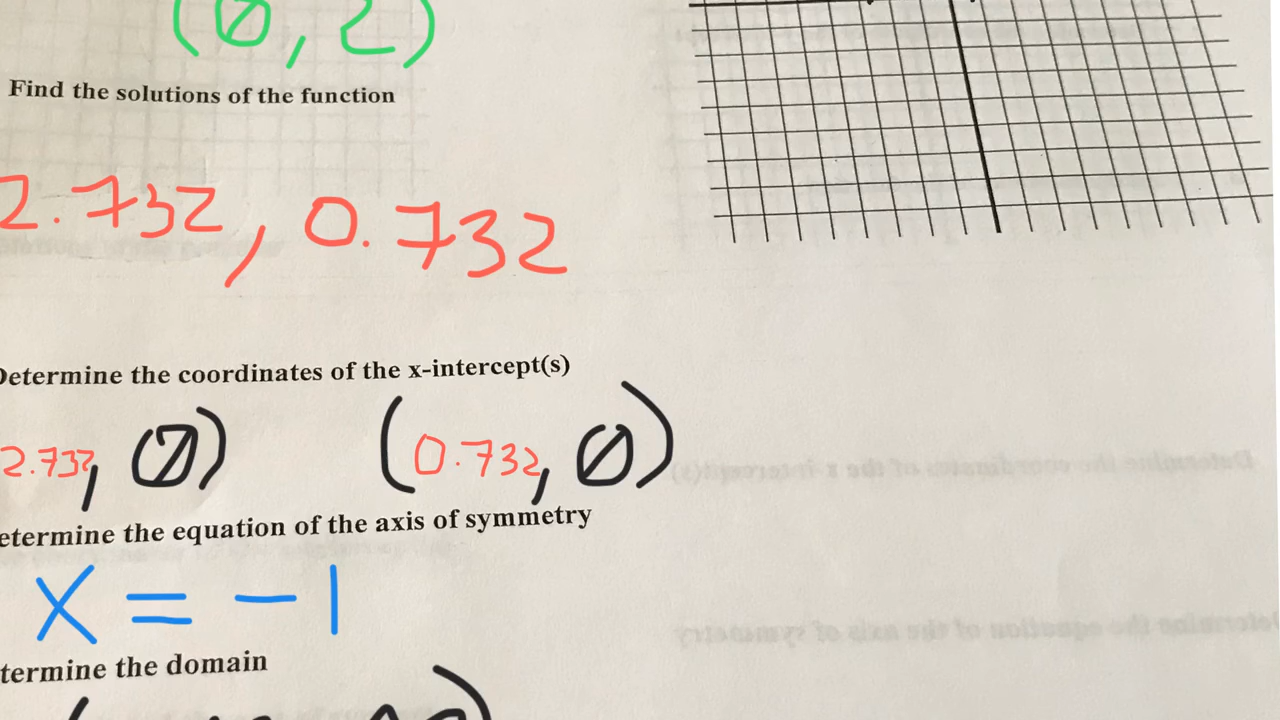 (0, 2)
Find the solutions of the function
2.732, 0.732
Determine the coordinates of the x-intercept(s)
2.732, 0) (0.732, 0)
etermine the equation of the axis of symmetry
X = -1
termine the domain